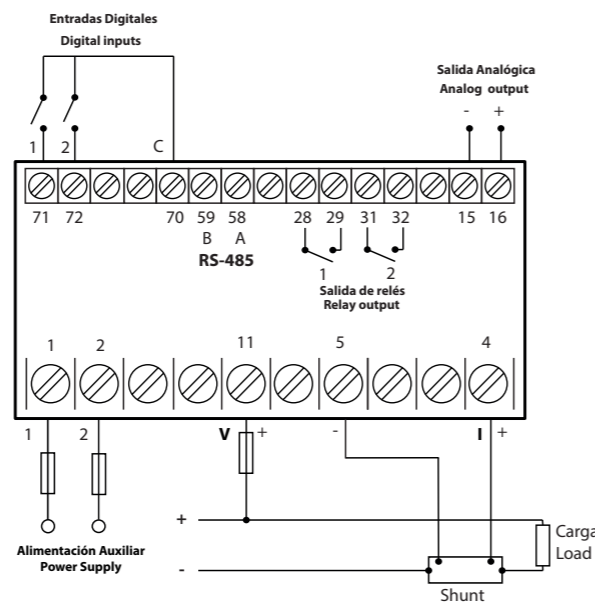 Entradas Digitales
Digital inputs
Salida Analógica
Analog output
- +
1 2 C
71 72 70 59 58 28 29 31 32 15 16
B A
RS-485
1 2
Salida de relés
Relay output
1 2 11 5 4
1 2 V + - I +
+
Carga
Load
Alimentación Auxiliar
Power Supply
-
Shunt